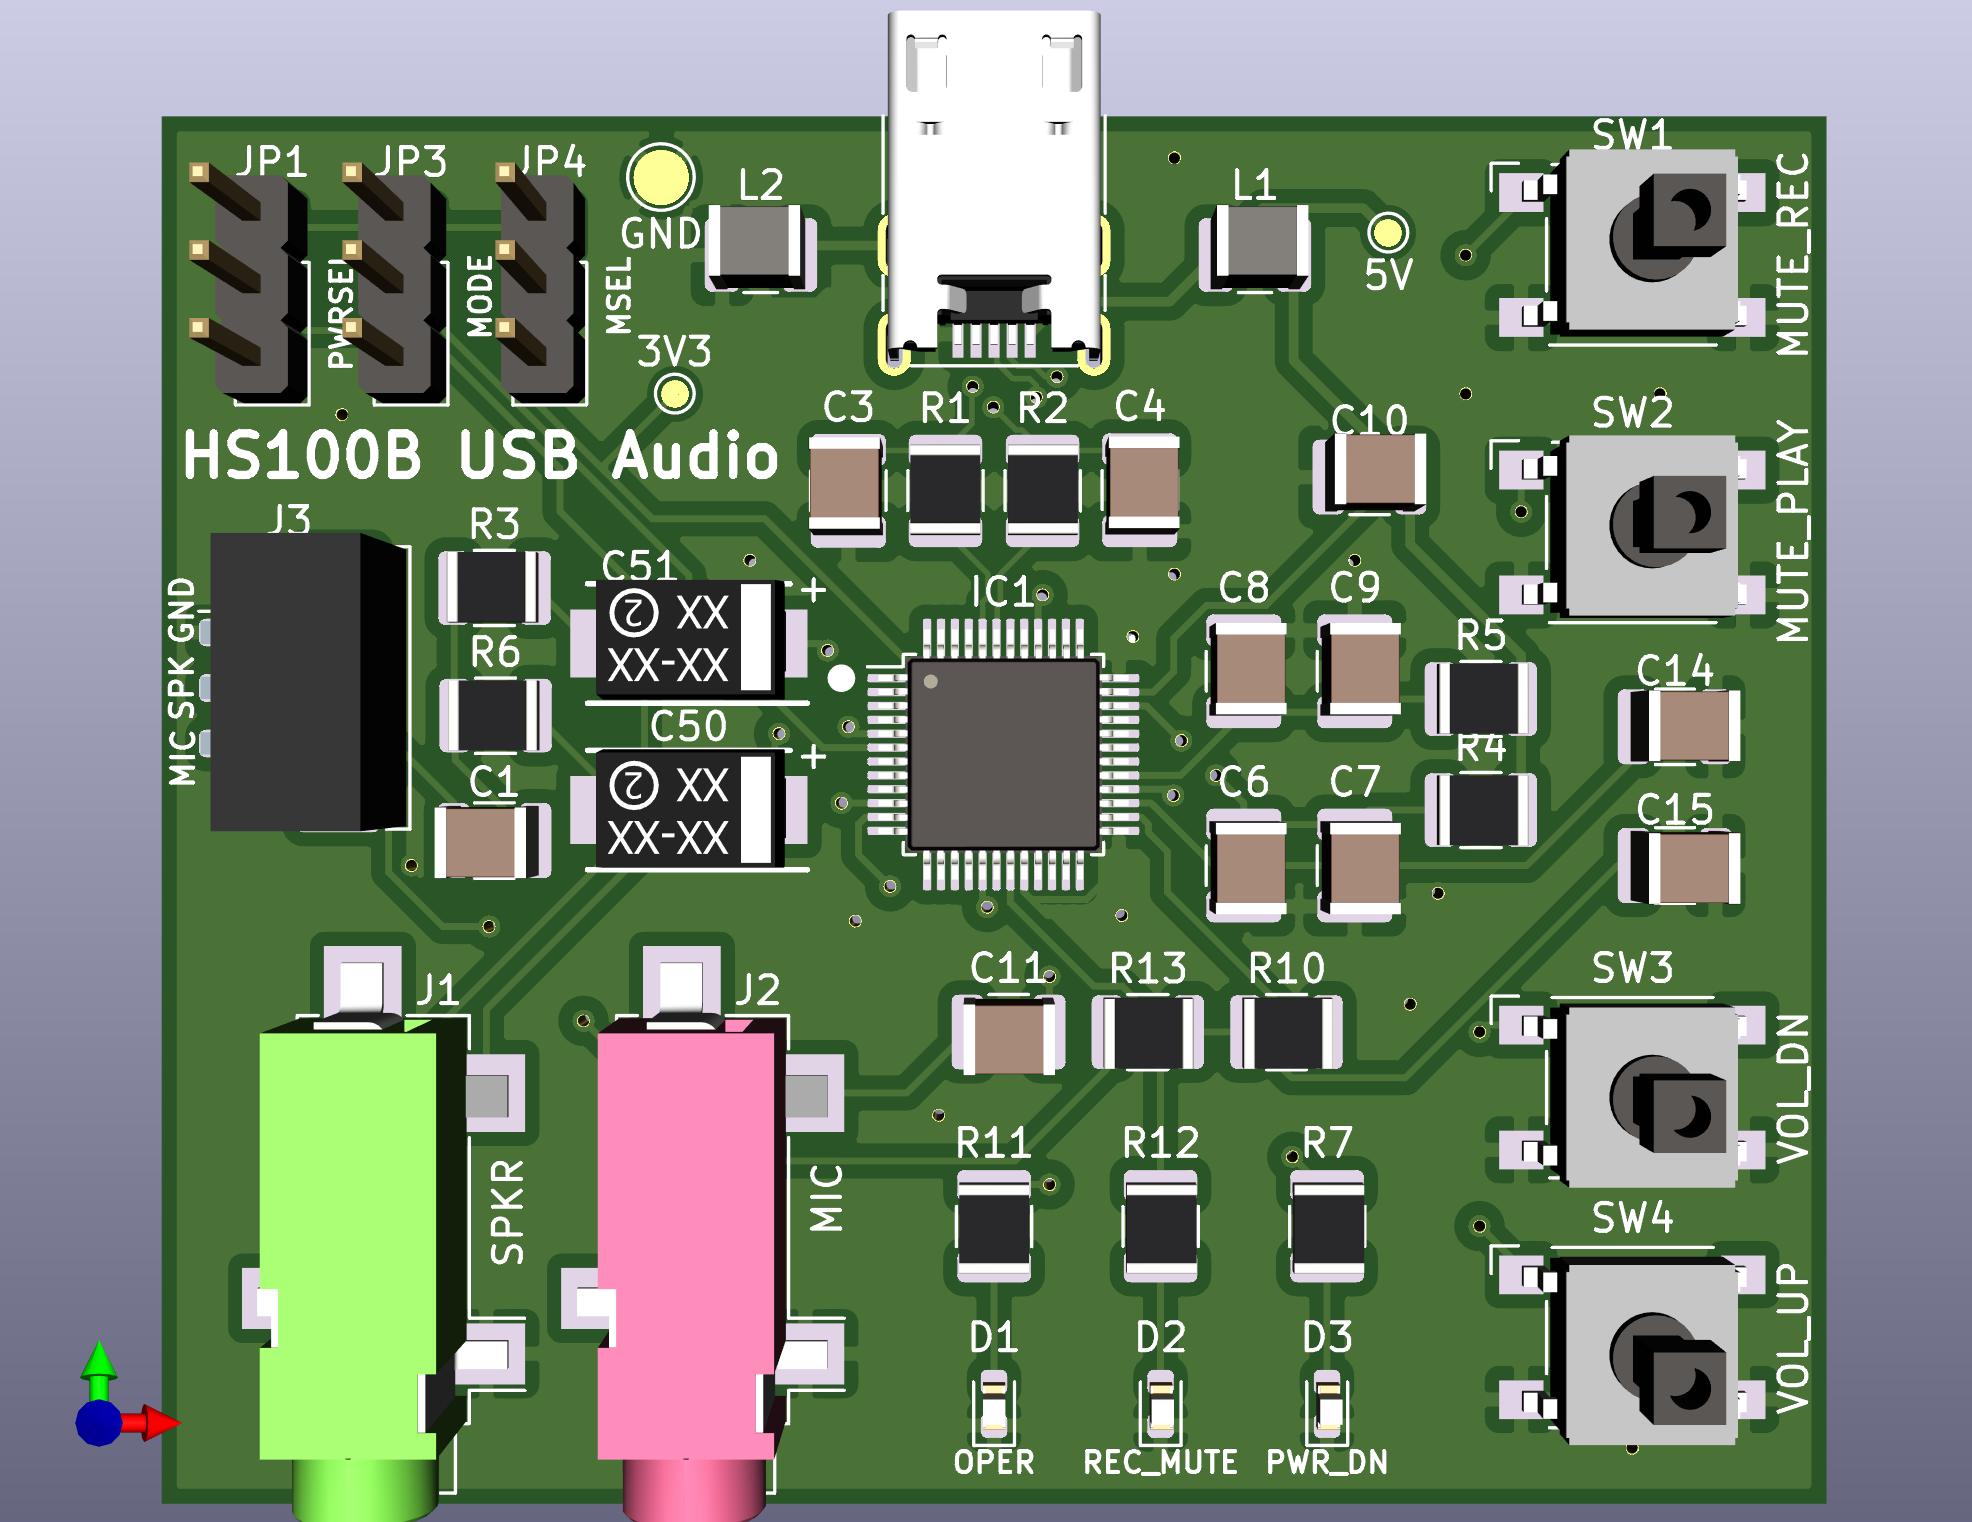 SW1
JP1 JP3 JP4
L2
L1
MUTE_REC
GND
5V
PWRSEL
MODE
MSEL
3V3
C3 R1 R2 C4
C10
SW2
HS100B USB Audio
MUTE_PLAY
J3
R3
C51
+
2 XX
XX-XX
IC1
C8 C9
GND
SPK
MIC
R6
R5
C14
C50
+
2 XX
XX-XX
R4
C1
C6 C7
C15
J1
J2
C11 R13 R10
SW3
VOL_DN
SPKR
MIC
R11 R12 R7
SW4
VOL_UP
D1 D2 D3
OPER REC_MUTE PWR_DN